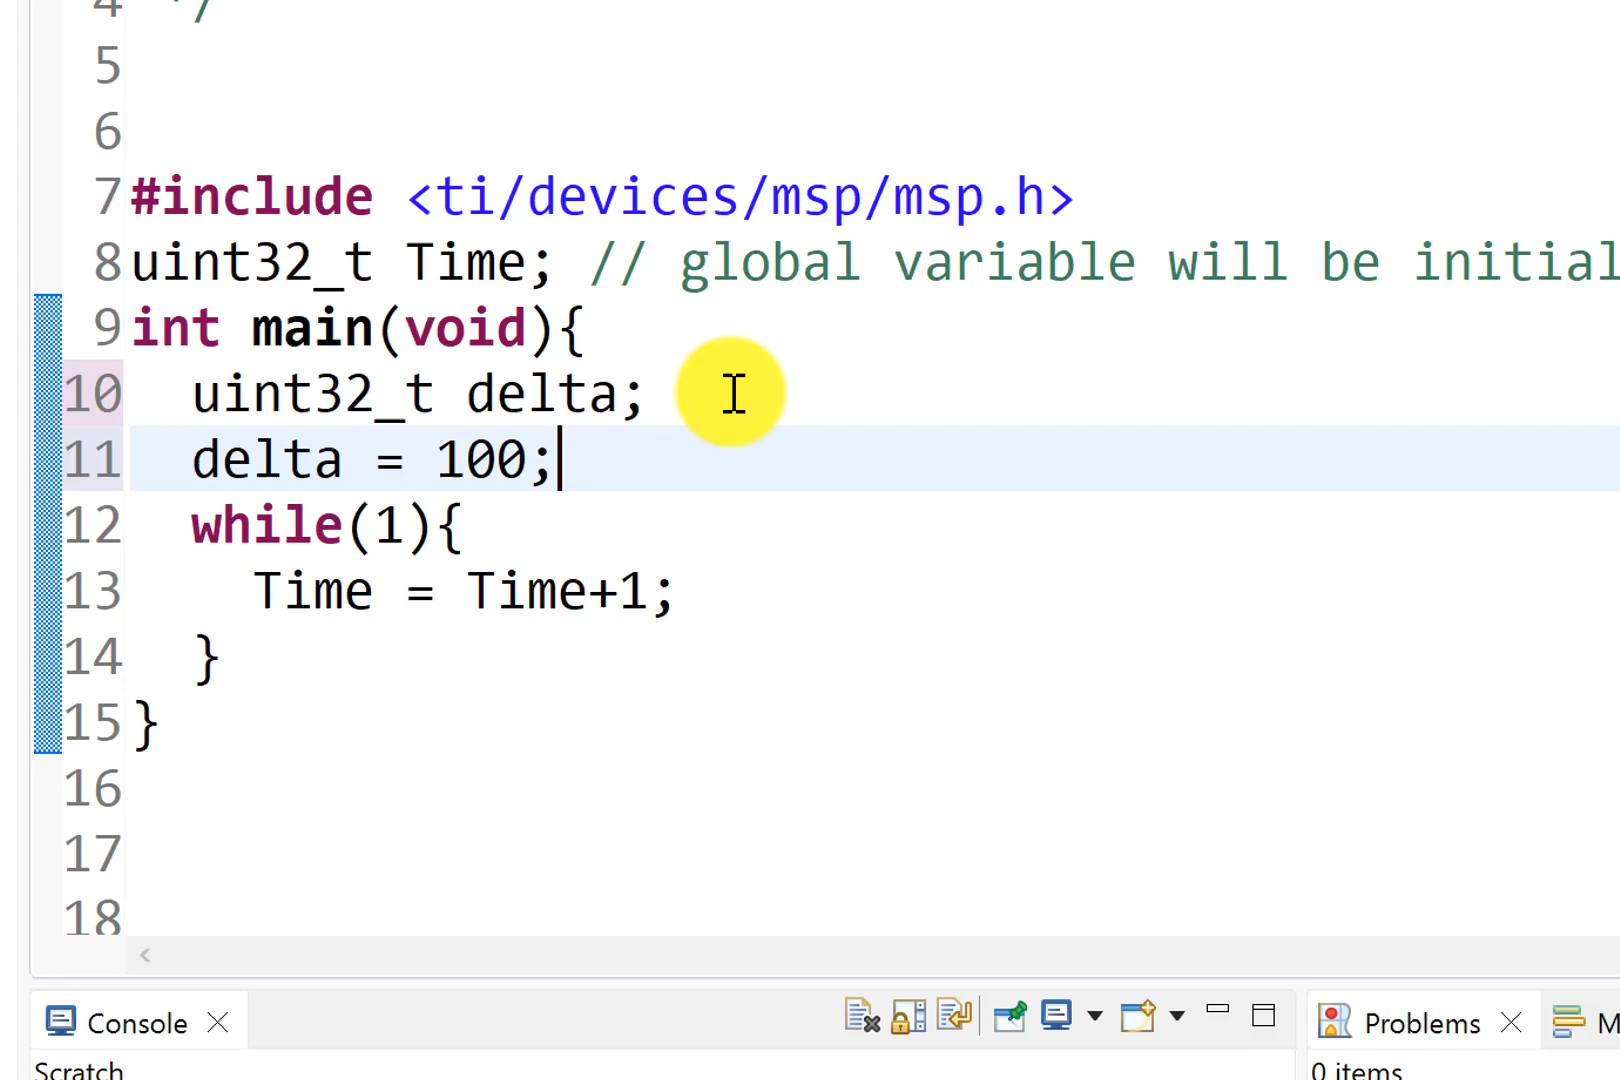 4 */
5
6
7 #include <ti/devices/msp/msp.h>
8 uint32_t Time; // global variable will be initial
9 int main(void){
10 uint32_t delta;
11 delta = 100;
12 while(1){
13 Time = Time+1;
14 }
15 }
16
17
18
Console
Problems
M
Scratch
0 items